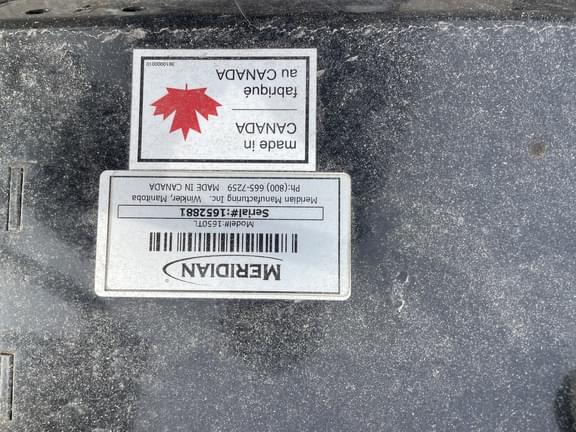 MERIDIAN
Model#:1650TL
Serial#:1652881
Meridian Manufacturing Inc. Winkler, Manitoba
Ph:(800) 665-7259 MADE IN CANADA
made in
CANADA
fabriqué
au CANADA